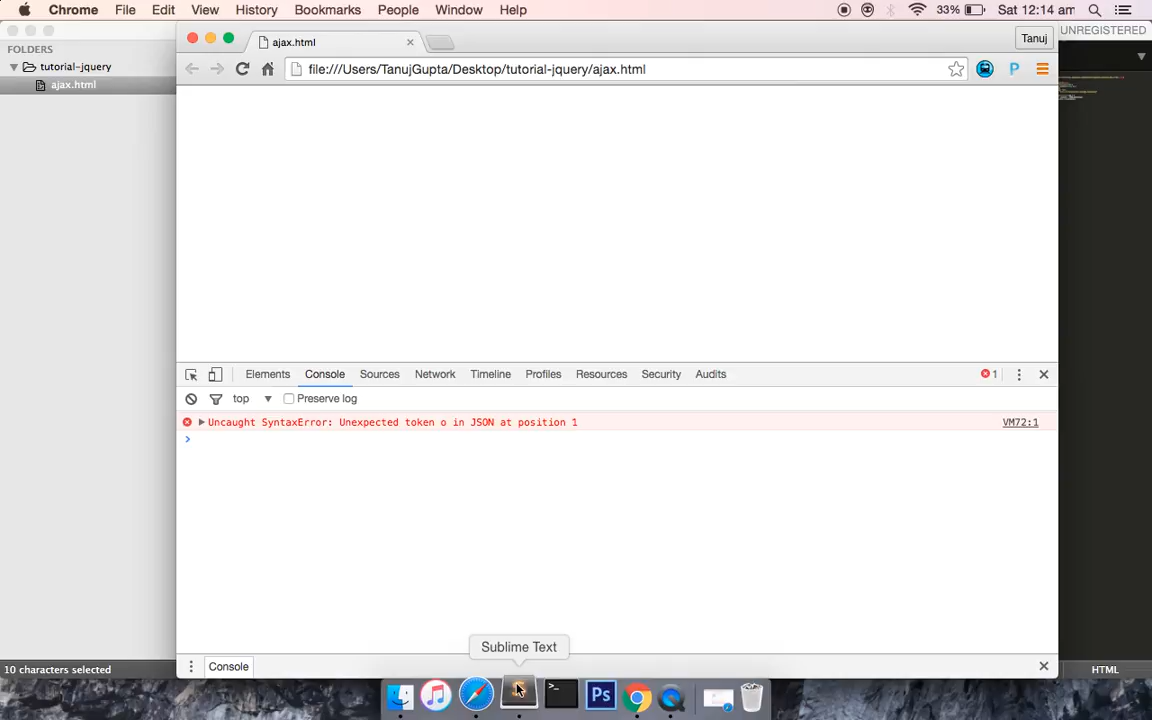 Chrome File Edit View History Bookmarks People Window Help 33% Sat 12:14 am
UNREGISTERED
FOLDERS
tutorial-jquery
ajax.html
ajax.html
Tanuj
file:///Users/TanujGupta/Desktop/tutorial-jquery/ajax.html
P
Elements Console Sources Network Timeline Profiles Resources Security Audits 1
top Preserve log
Uncaught SyntaxError: Unexpected token o in JSON at position 1 VM72:1
>
Sublime Text
Console
10 characters selected
HTML
>_
Ps